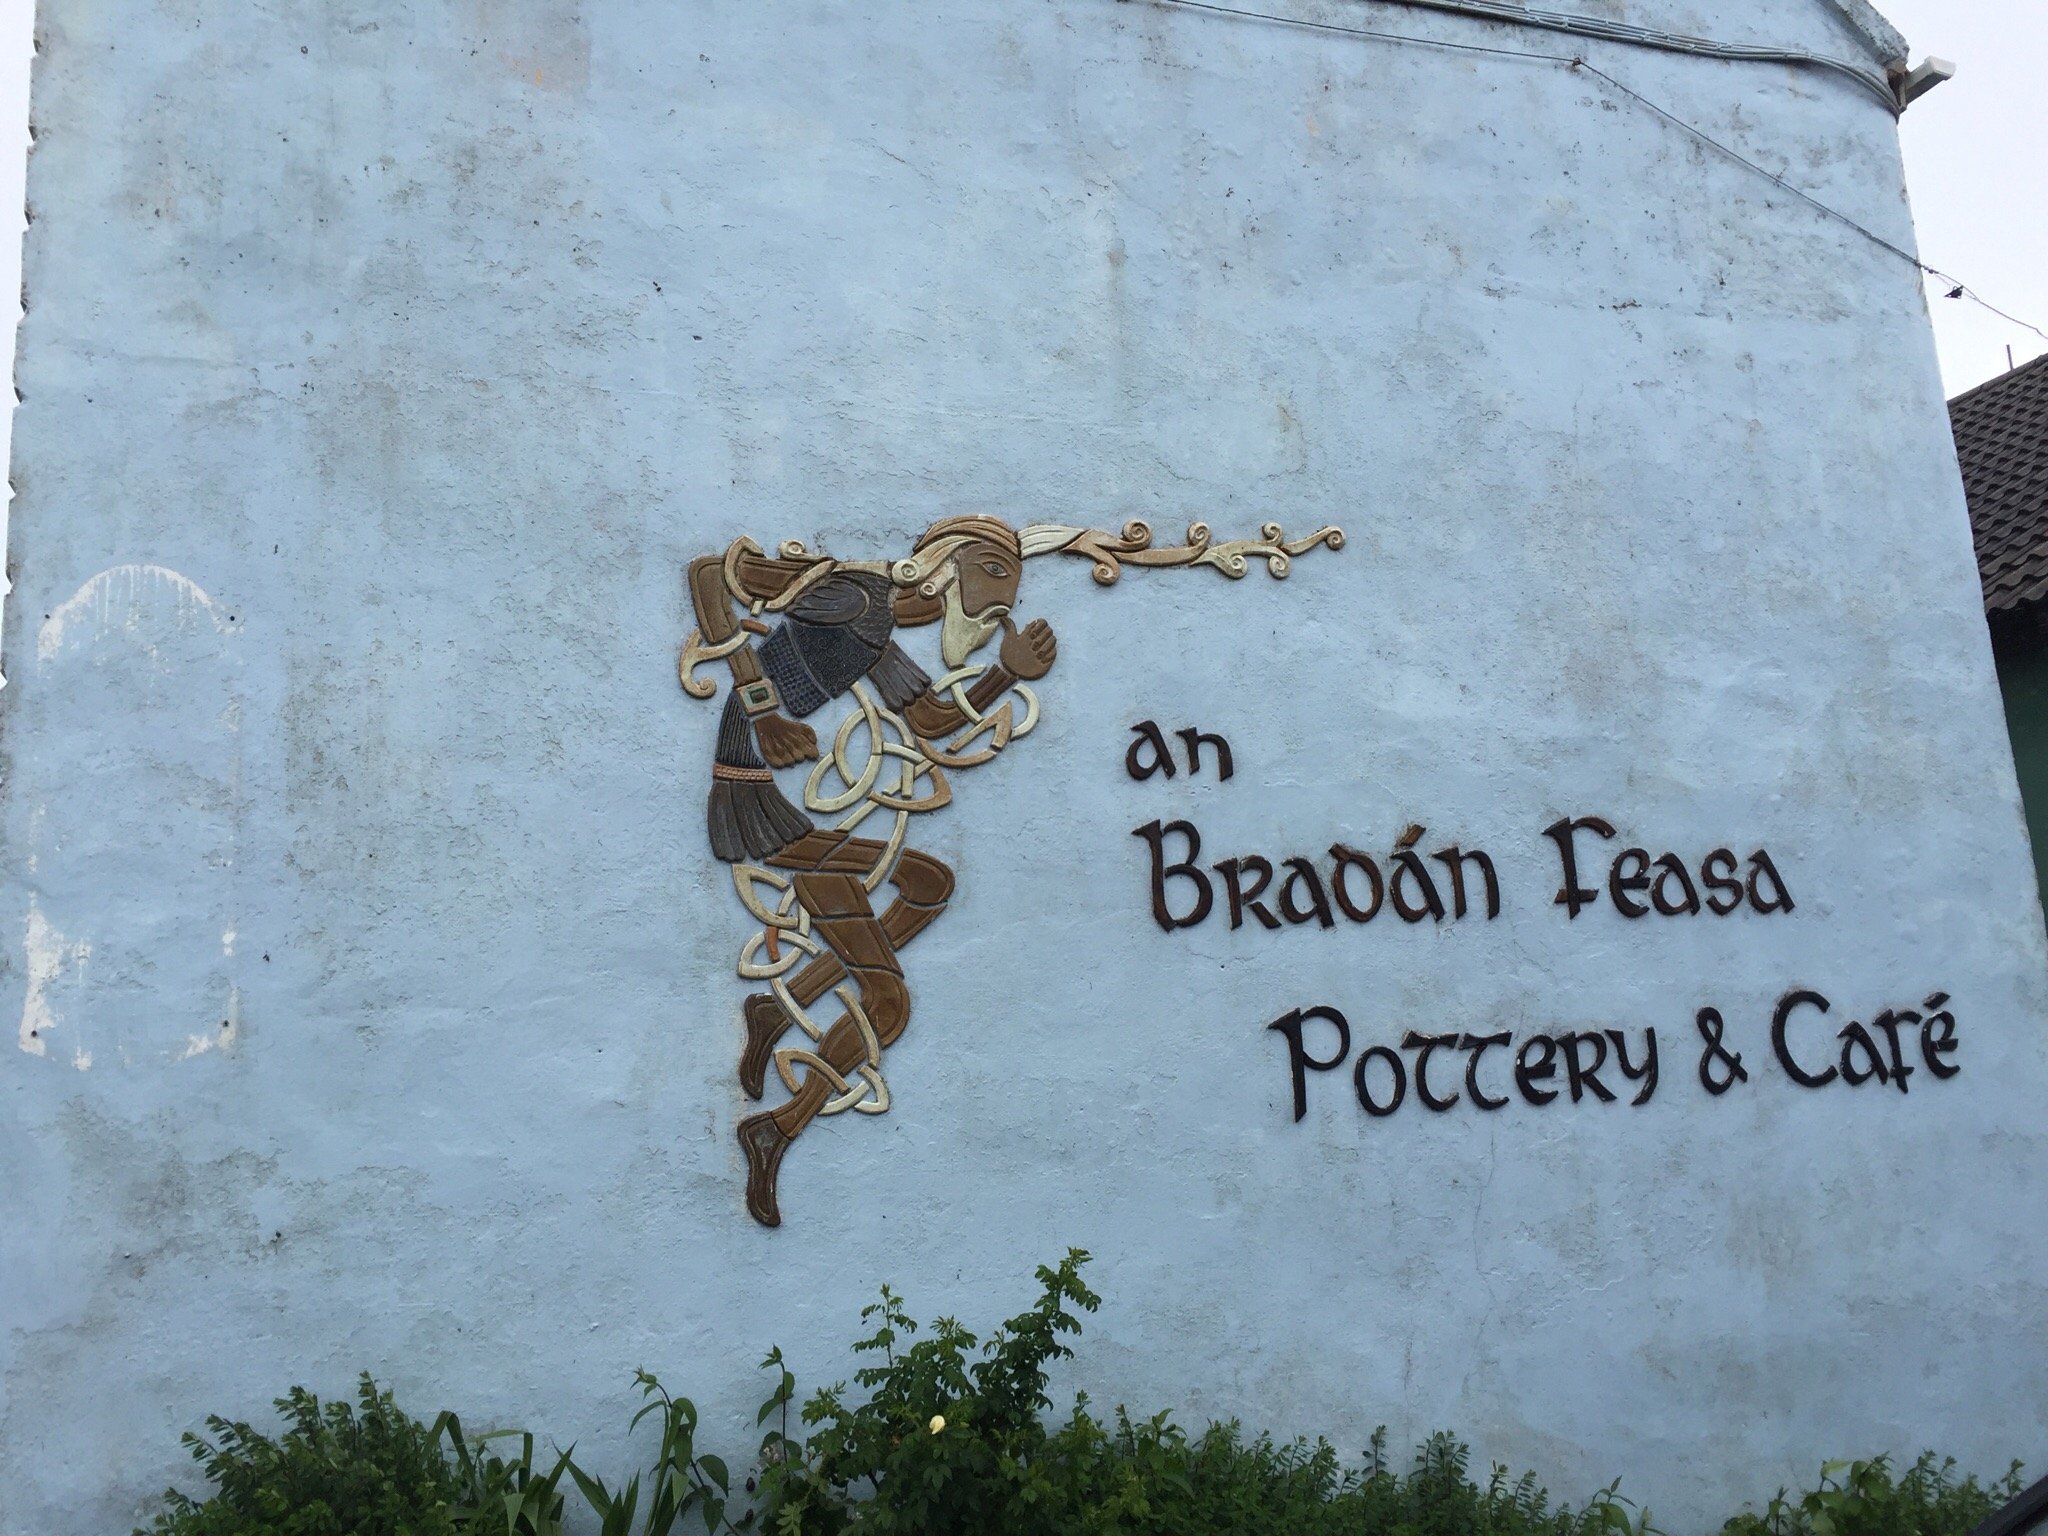 an
Bradán Feasa
Pottery & Café